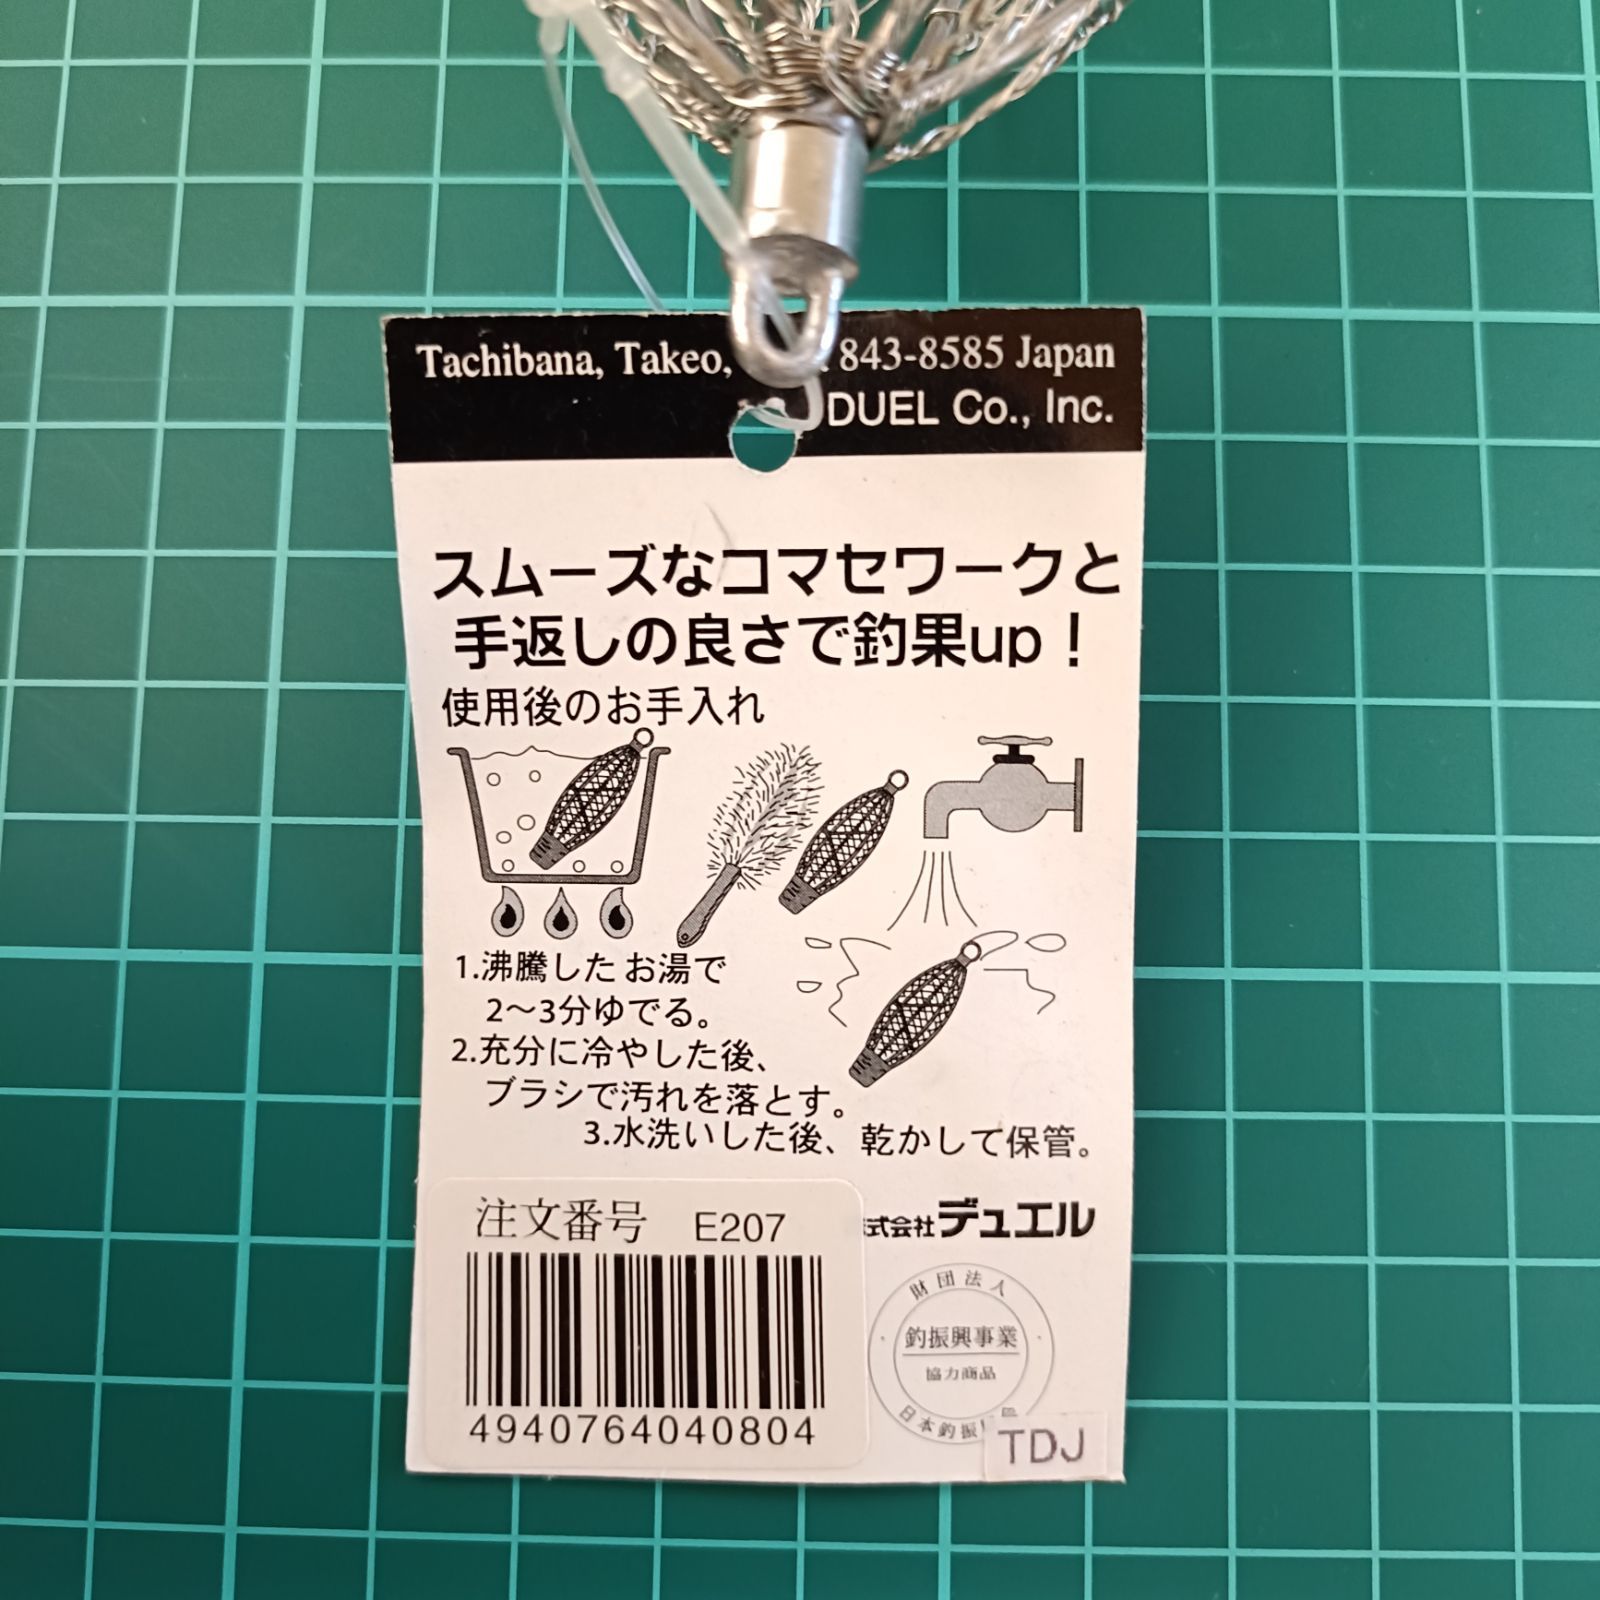 Tachibana, Takeo, 843-8585 Japan
DUEL Co., Inc.
スムーズなコマセワークと
手返しの良さで釣果up！
使用後のお手入れ
1.沸騰したお湯で
2〜3分ゆでる。
2.充分に冷やした後、
ブラシで汚れを落とす。
3.水洗いした後、乾かして保管。
注文番号 E207
4940764040804
式会社デュエル
財団法人
釣振興事業
協力商品
日本釣振
TDJ